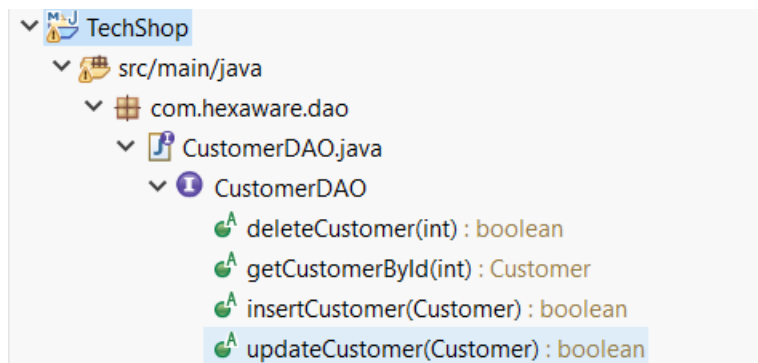 TechShop
src/main/java
com.hexaware.dao
CustomerDAO.java
CustomerDAO
deleteCustomer(int) : boolean
getCustomerById(int) : Customer
insertCustomer(Customer) : boolean
updateCustomer(Customer) : boolean